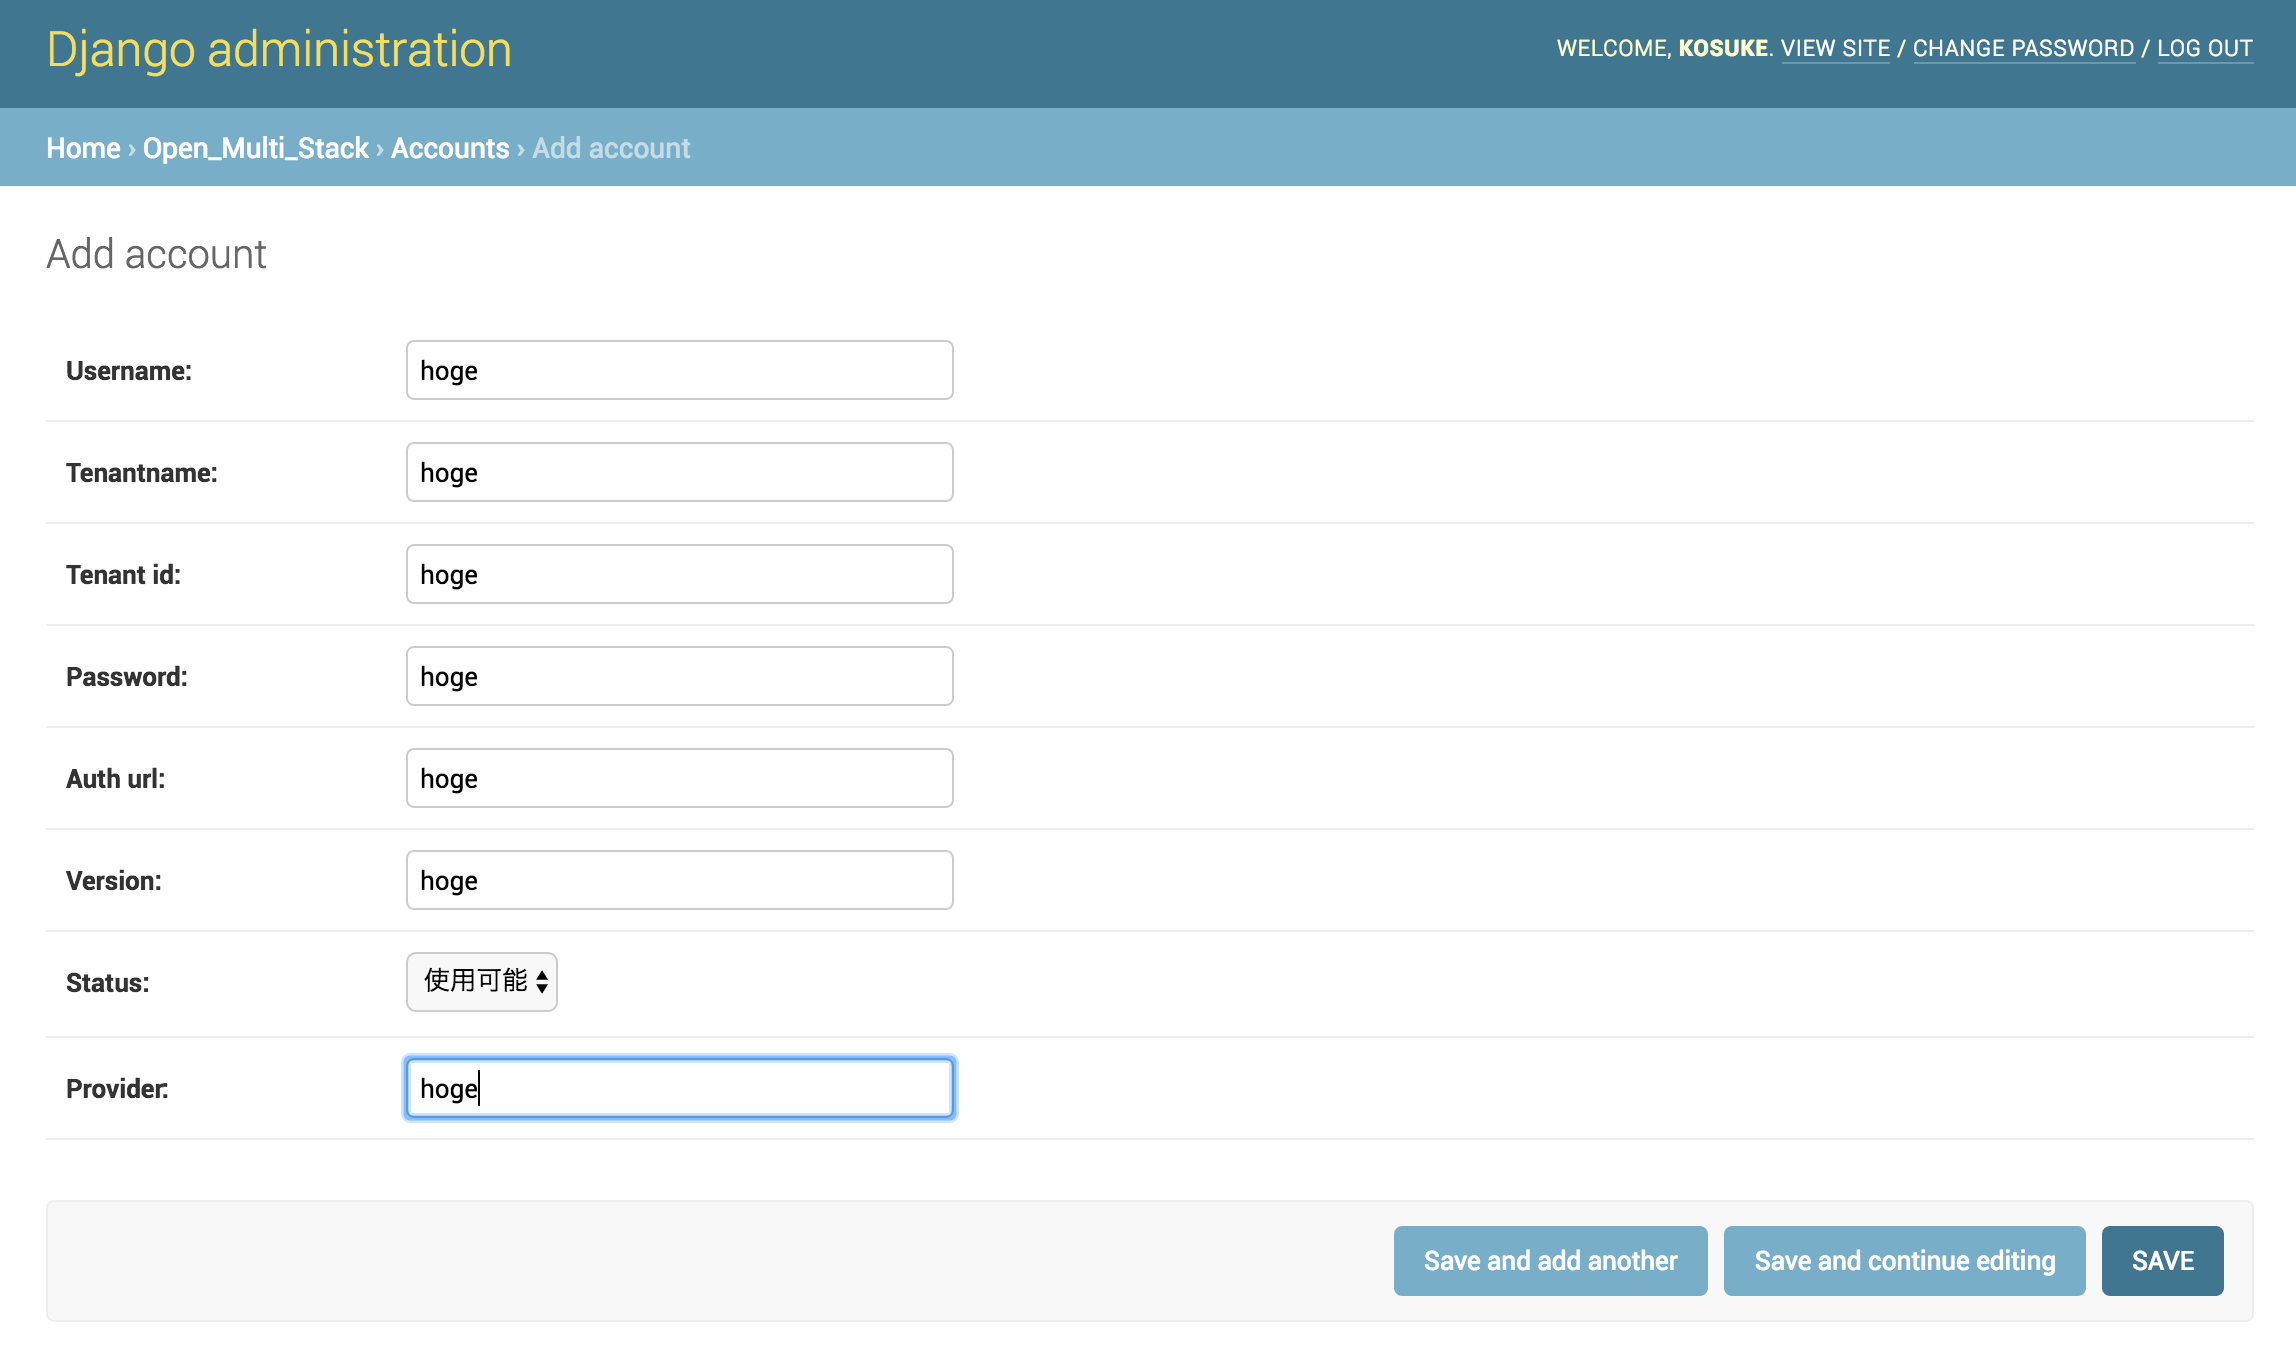 Django administration
WELCOME, KOSUKE. VIEW SITE / CHANGE PASSWORD / LOG OUT
Home › Open_Multi_Stack › Accounts › Add account
Add account
Username: hoge
Tenantname: hoge
Tenant id: hoge
Password: hoge
Auth url: hoge
Version: hoge
Status: 使用可能
Provider: hoge
Save and add another
Save and continue editing
SAVE